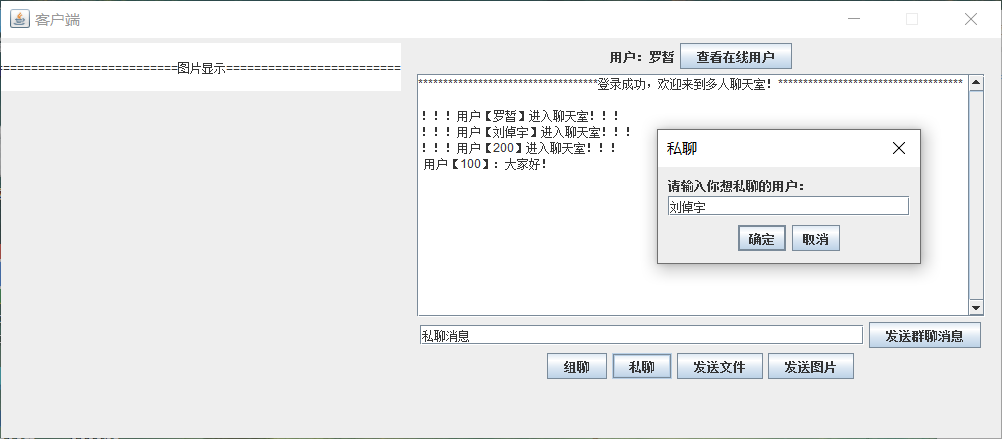 客户端
==========================图片显示==========================
用户：罗皙 查看在线用户
************************************登录成功，欢迎来到多人聊天室！*************************************
！！！用户【罗皙】进入聊天室！！！
！！！用户【刘倬宇】进入聊天室！！！
！！！用户【200】进入聊天室！！！
用户【100】：大家好！
私聊
请输入你想私聊的用户：
刘倬宇
确定 取消
私聊消息 发送群聊消息
组聊 私聊 发送文件 发送图片